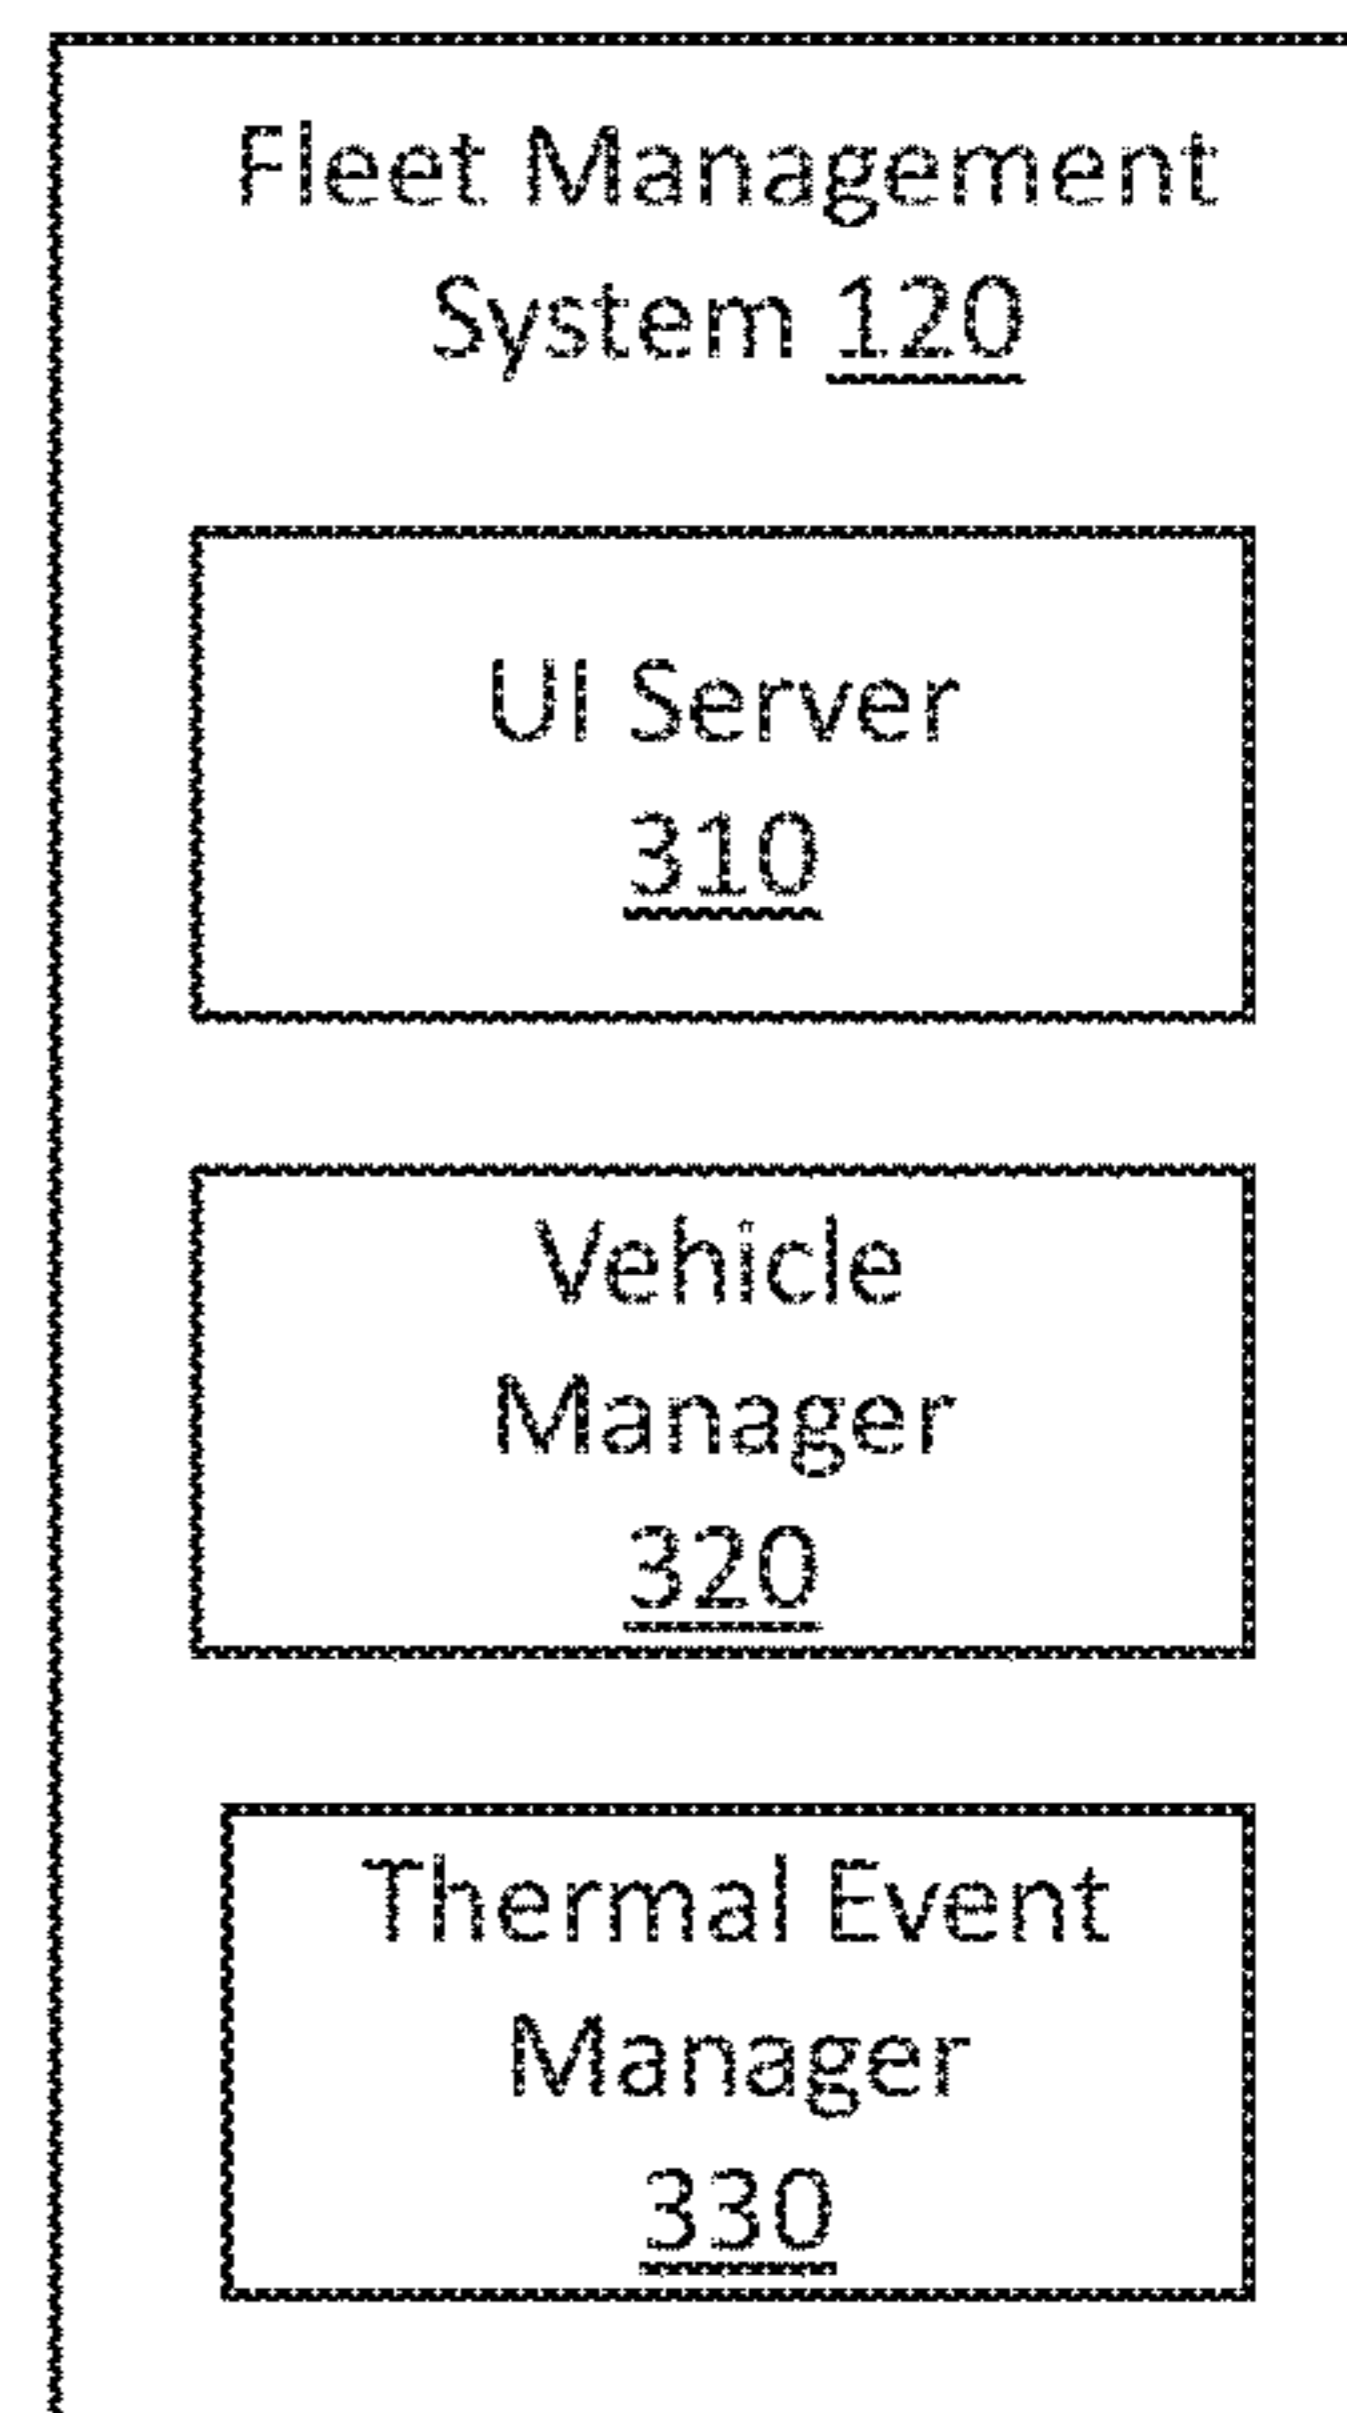 Fleet Management
System 120
UI Server
310
Vehicle
Manager
320
Thermal Event
Manager
330